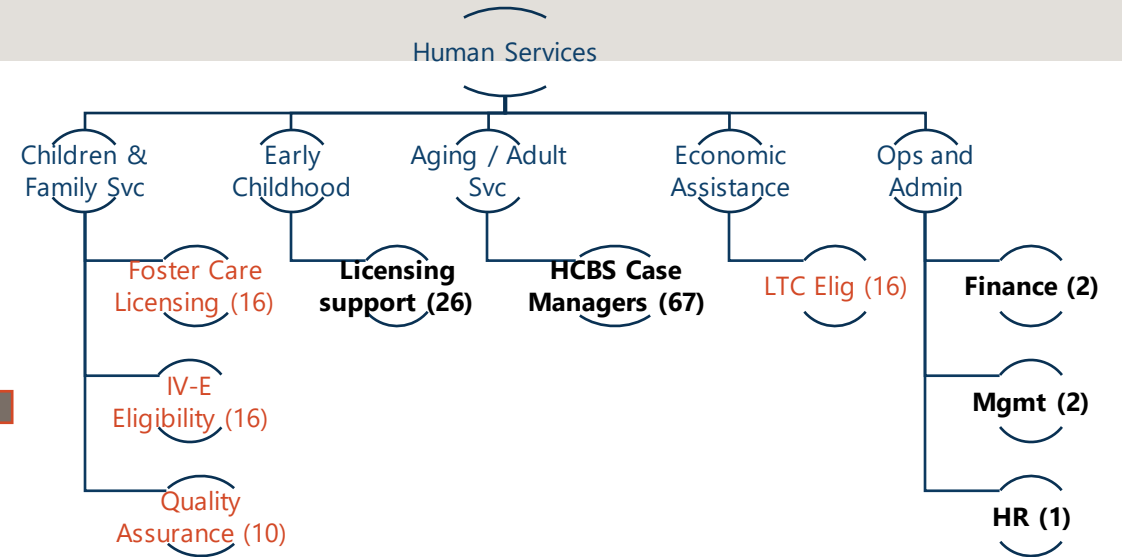 Human Services
Children &
Family Svc
Early
Childhood
Aging / Adult
Svc
Economic
Assistance
Ops and
Admin
Foster Care
Licensing (16)
Licensing
support (26)
HCBS Case
Managers (67)
LTC Elig (16)
Finance (2)
IV-E
Eligibility (16)
Mgmt (2)
Quality
Assurance (10)
HR (1)